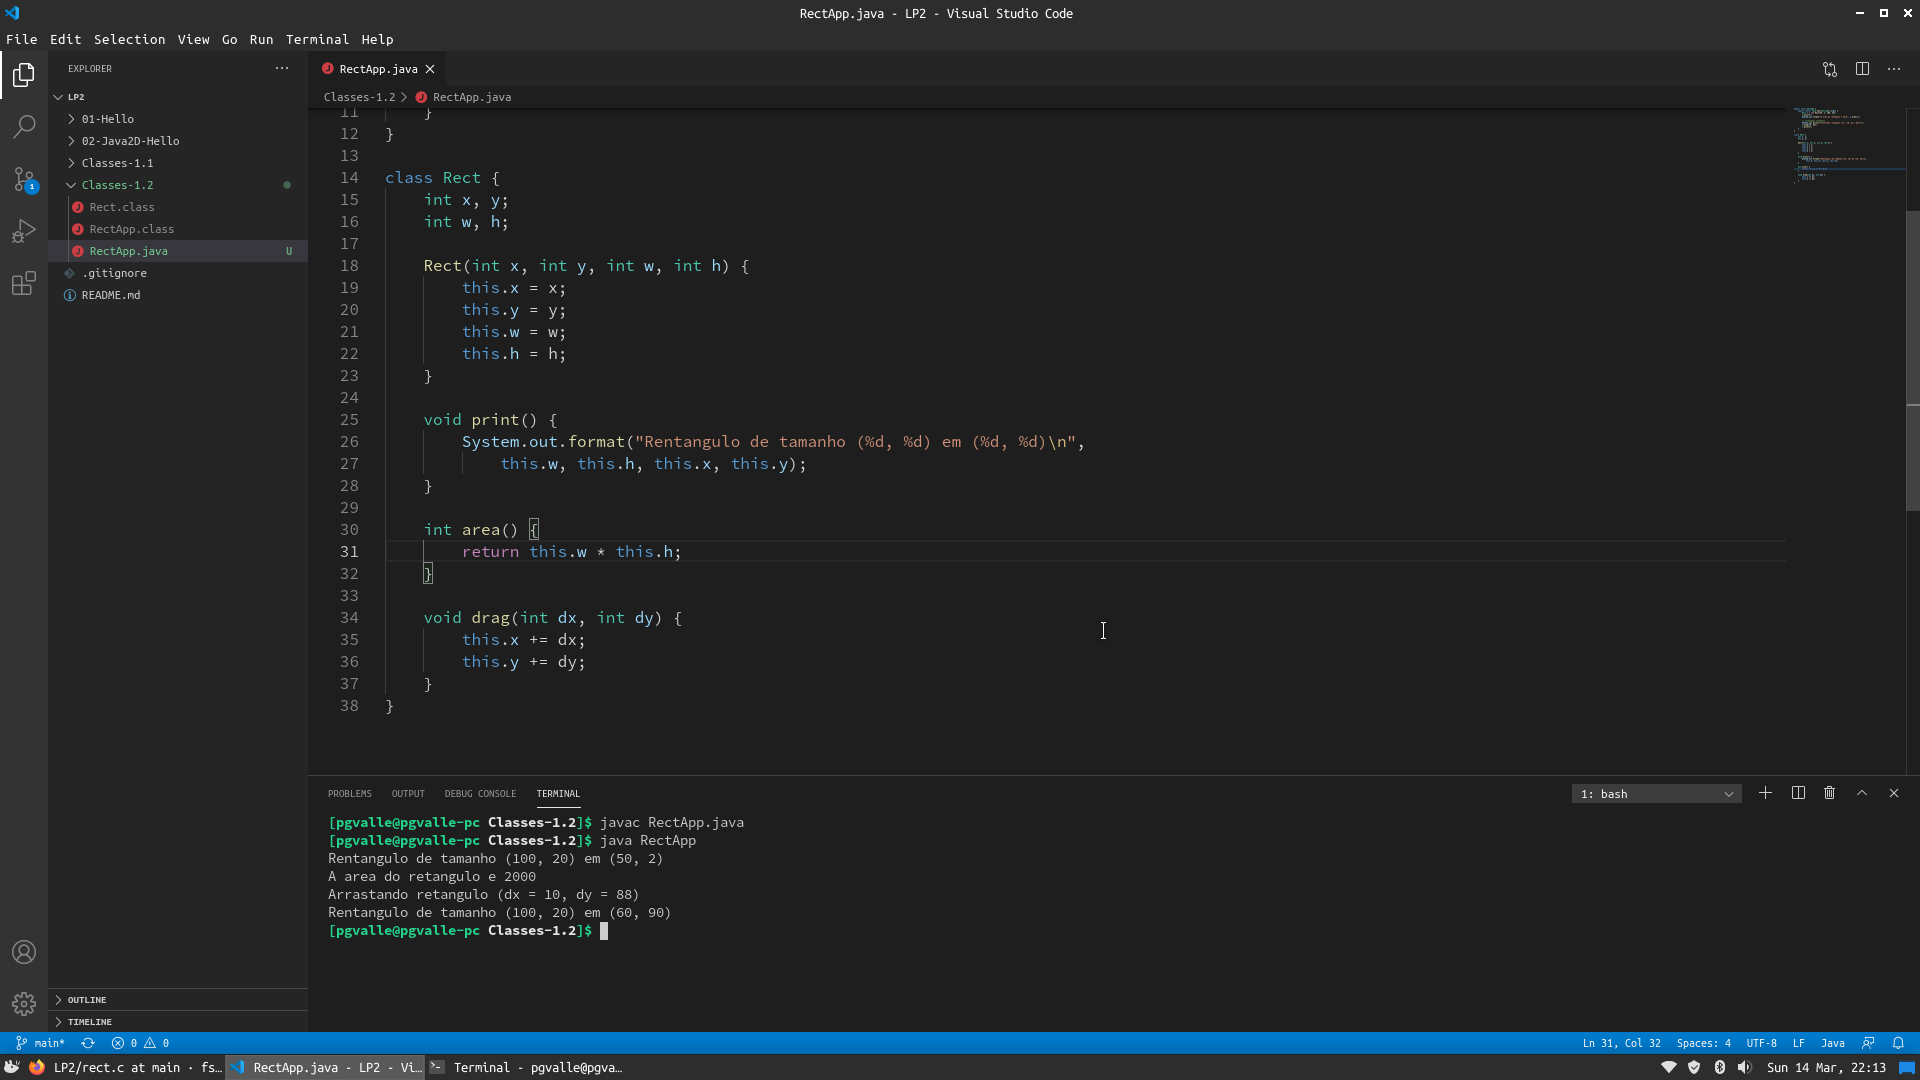 RectApp.java - LP2 - Visual Studio Code
File Edit Selection View Go Run Terminal Help
EXPLORER
LP2
01-Hello
02-Java2D-Hello
Classes-1.1
Classes-1.2
Rect.class
RectApp.class
RectApp.java U
.gitignore
README.md
OUTLINE
TIMELINE
1
RectApp.java
Classes-1.2 > RectApp.java
11     }
12 }
13
14 class Rect {
15     int x, y;
16     int w, h;
17
18     Rect(int x, int y, int w, int h) {
19         this.x = x;
20         this.y = y;
21         this.w = w;
22         this.h = h;
23     }
24
25     void print() {
26         System.out.format("Rentangulo de tamanho (%d, %d) em (%d, %d)\n",
27             this.w, this.h, this.x, this.y);
28     }
29
30     int area() {
31         return this.w * this.h;
32     }
33
34     void drag(int dx, int dy) {
35         this.x += dx;
36         this.y += dy;
37     }
38 }
PROBLEMS OUTPUT DEBUG CONSOLE TERMINAL 1: bash
[pgvalle@pgvalle-pc Classes-1.2]$ javac RectApp.java
[pgvalle@pgvalle-pc Classes-1.2]$ java RectApp
Rentangulo de tamanho (100, 20) em (50, 2)
A area do retangulo e 2000
Arrastando retangulo (dx = 10, dy = 88)
Rentangulo de tamanho (100, 20) em (60, 90)
[pgvalle@pgvalle-pc Classes-1.2]$
main* 0 0 Ln 31, Col 32 Spaces: 4 UTF-8 LF Java
LP2/rect.c at main · fs... RectApp.java - LP2 - Vi... Terminal - pgvalle@pgva... Sun 14 Mar, 22:13